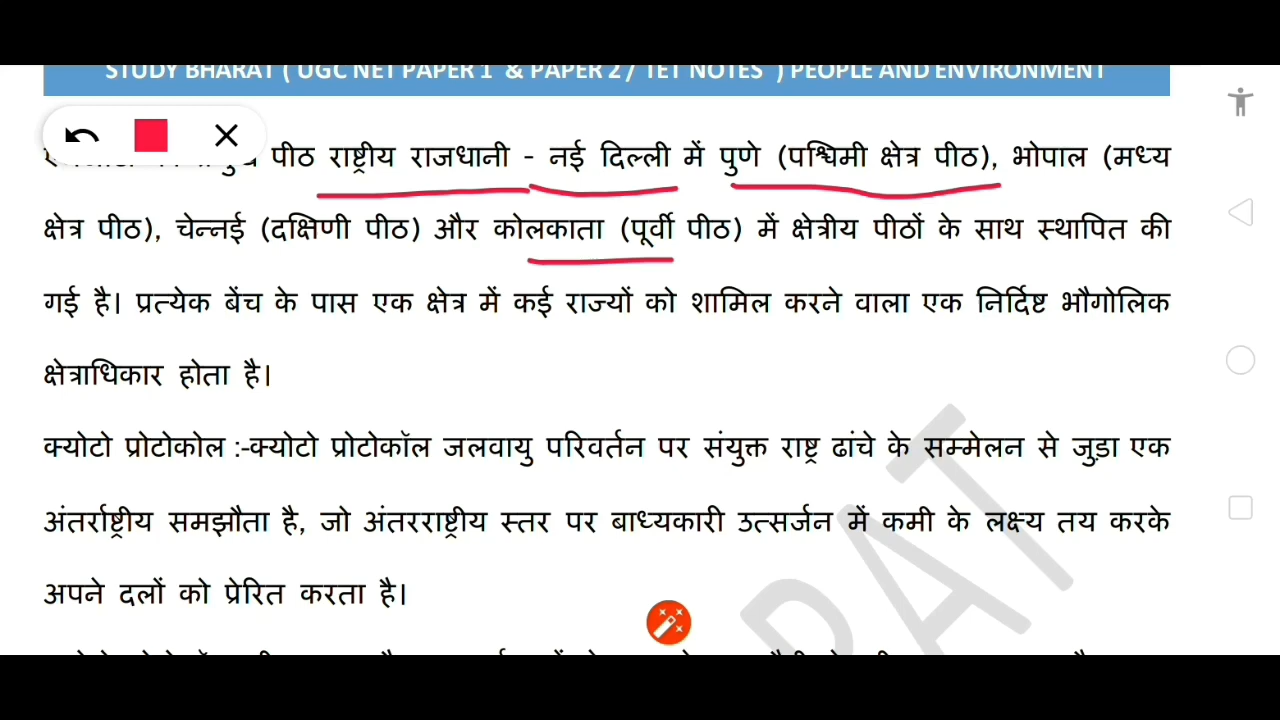 STUDY BHARAT ( UGC NET PAPER 1 & PAPER 2 / TET NOTES ) PEOPLE AND ENVIRONMENT
पीठ राष्ट्रीय राजधानी - नई दिल्ली में पुणे (पश्चिमी क्षेत्र पीठ), भोपाल (मध्य
क्षेत्र पीठ), चेन्नई (दक्षिणी पीठ) और कोलकाता (पूर्वी पीठ) में क्षेत्रीय पीठों के साथ स्थापित की
गई है। प्रत्येक बेंच के पास एक क्षेत्र में कई राज्यों को शामिल करने वाला एक निर्दिष्ट भौगोलिक
क्षेत्राधिकार होता है।
क्योटो प्रोटोकोल :-क्योटो प्रोटोकॉल जलवायु परिवर्तन पर संयुक्त राष्ट्र ढांचे के सम्मेलन से जुड़ा एक
अंतर्राष्ट्रीय समझौता है, जो अंतरराष्ट्रीय स्तर पर बाध्यकारी उत्सर्जन में कमी के लक्ष्य तय करके
अपने दलों को प्रेरित करता है।